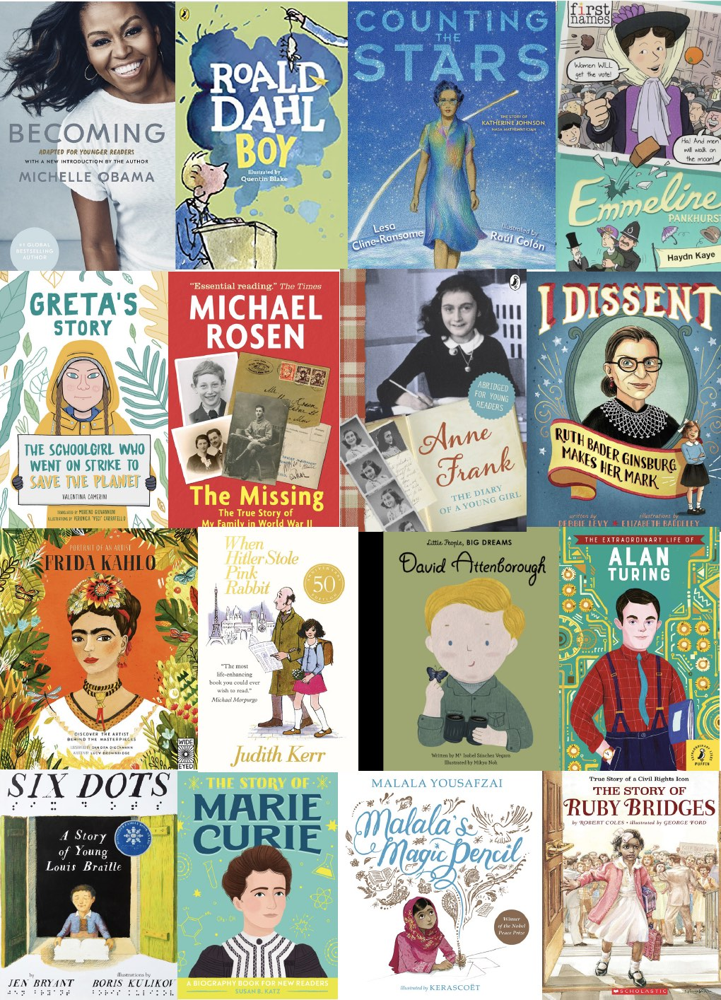 BECOMING
ADAPTED FOR YOUNGER READERS
WITH A NEW INTRODUCTION BY THE AUTHOR
MICHELLE OBAMA
#1 GLOBAL
BESTSELLING
AUTHOR
ROALD
DAHL
BOY
Illustrated by
Quentin Blake
COUNTING
THE
STARS
THE STORY OF
KATHERINE JOHNSON,
NASA MATHEMATICIAN
Lesa
Cline-Ransome
Illustrated by
Raúl Colón
first
names
Women WILL
get the vote!
Ha! And men
will walk on
the moon!
Emmeline
PANKHURST
Haydn Kaye
GRETA'S
STORY
THE SCHOOLGIRL WHO
WENT ON STRIKE TO
SAVE THE PLANET
VALENTINA CAMERINI
TRANSLATED BY MORENO GIOVANNONI
ILLUSTRATIONS BY VERONICA "VECI" CARRATELLO
"Essential reading." The Times
MICHAEL
ROSEN
The Missing
The True Story of
My Family in World War II
ABRIDGED
FOR YOUNG
READERS
Anne
Frank
THE DIARY
OF A YOUNG GIRL
I DISSENT
RUTH BADER GINSBURG
MAKES HER MARK
written by
DEBBIE LEVY
illustrations by
ELIZABETH BADDELEY
PORTRAIT OF AN ARTIST
FRIDA KAHLO
DISCOVER THE ARTIST
BEHIND THE MASTERPIECES
ILLUSTRATED BY SANDRA DIECKMANN
WRITTEN BY LUCY BROWNRIDGE
WIDE
EYED
When
Hitler Stole
Pink
Rabbit
50
"The most
life-enhancing
book you could ever
wish to read."
Michael Morpurgo
Judith Kerr
Little People, BIG DREAMS
David Attenborough
Written by Mª Isabel Sánchez Vegara
Illustrated by Mikyo Noh
THE EXTRAORDINARY LIFE OF
ALAN
TURING
EXTRAORDINARY LIVES
PUFFIN
SIX DOTS
A Story
of Young
Louis Braille
by
JEN BRYANT
illustrations by
BORIS KULIKOV
THE STORY OF
MARIE
CURIE
A BIOGRAPHY BOOK FOR NEW READERS
SUSAN B. KATZ
MALALA YOUSAFZAI
Malala's
Magic Pencil
Winner
of the Nobel
Peace Prize
Illustrated by KERASCOËT
True Story of a Civil Rights Icon
THE STORY OF
RUBY BRIDGES
by ROBERT COLES • illustrated by GEORGE FORD
SCHOLASTIC